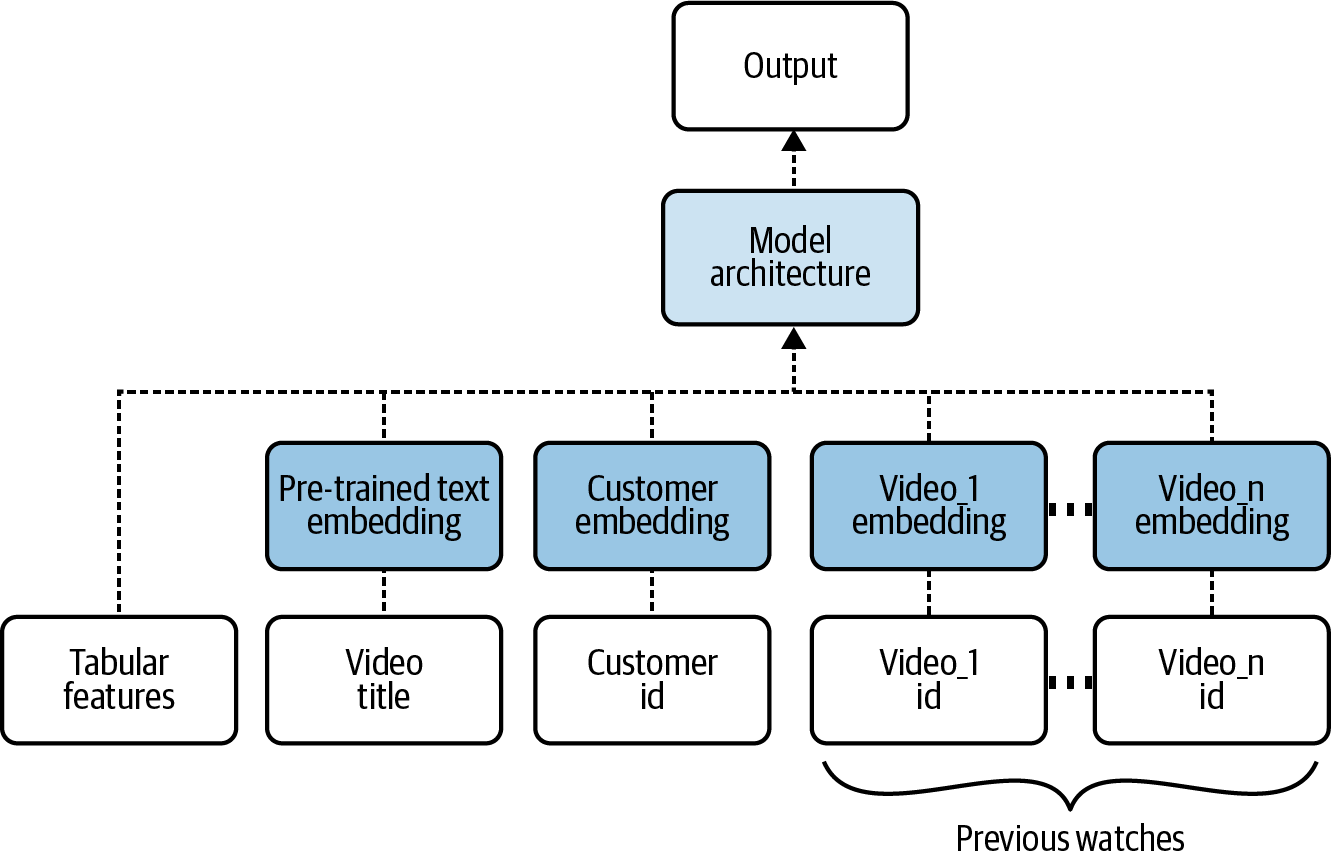 Output
Model
architecture
Pre-trained text
embedding
Customer
embedding
Video_1
embedding
Video_n
embedding
Tabular
features
Video
title
Customer
id
Video_1
id
Video_n
id
Previous watches